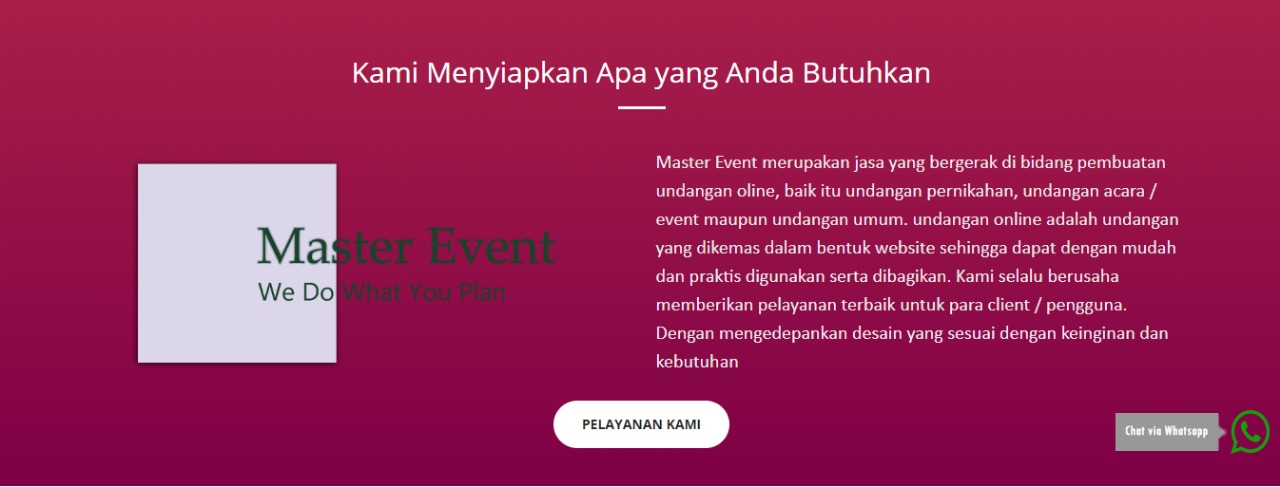 Kami Menyiapkan Apa yang Anda Butuhkan
Master Event
We Do What You Plan
Master Event merupakan jasa yang bergerak di bidang pembuatan
undangan oline, baik itu undangan pernikahan, undangan acara /
event maupun undangan umum. undangan online adalah undangan
yang dikemas dalam bentuk website sehingga dapat dengan mudah
dan praktis digunakan serta dibagikan. Kami selalu berusaha
memberikan pelayanan terbaik untuk para client / pengguna.
Dengan mengedepankan desain yang sesuai dengan keinginan dan
kebutuhan
PELAYANAN KAMI
Chat via Whatsapp